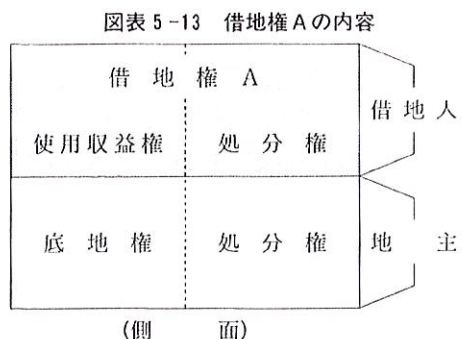 図表5-13 借地権Aの内容
借地権A
使用収益権 処分権
借地人
底地権 処分権
地主
(側面)